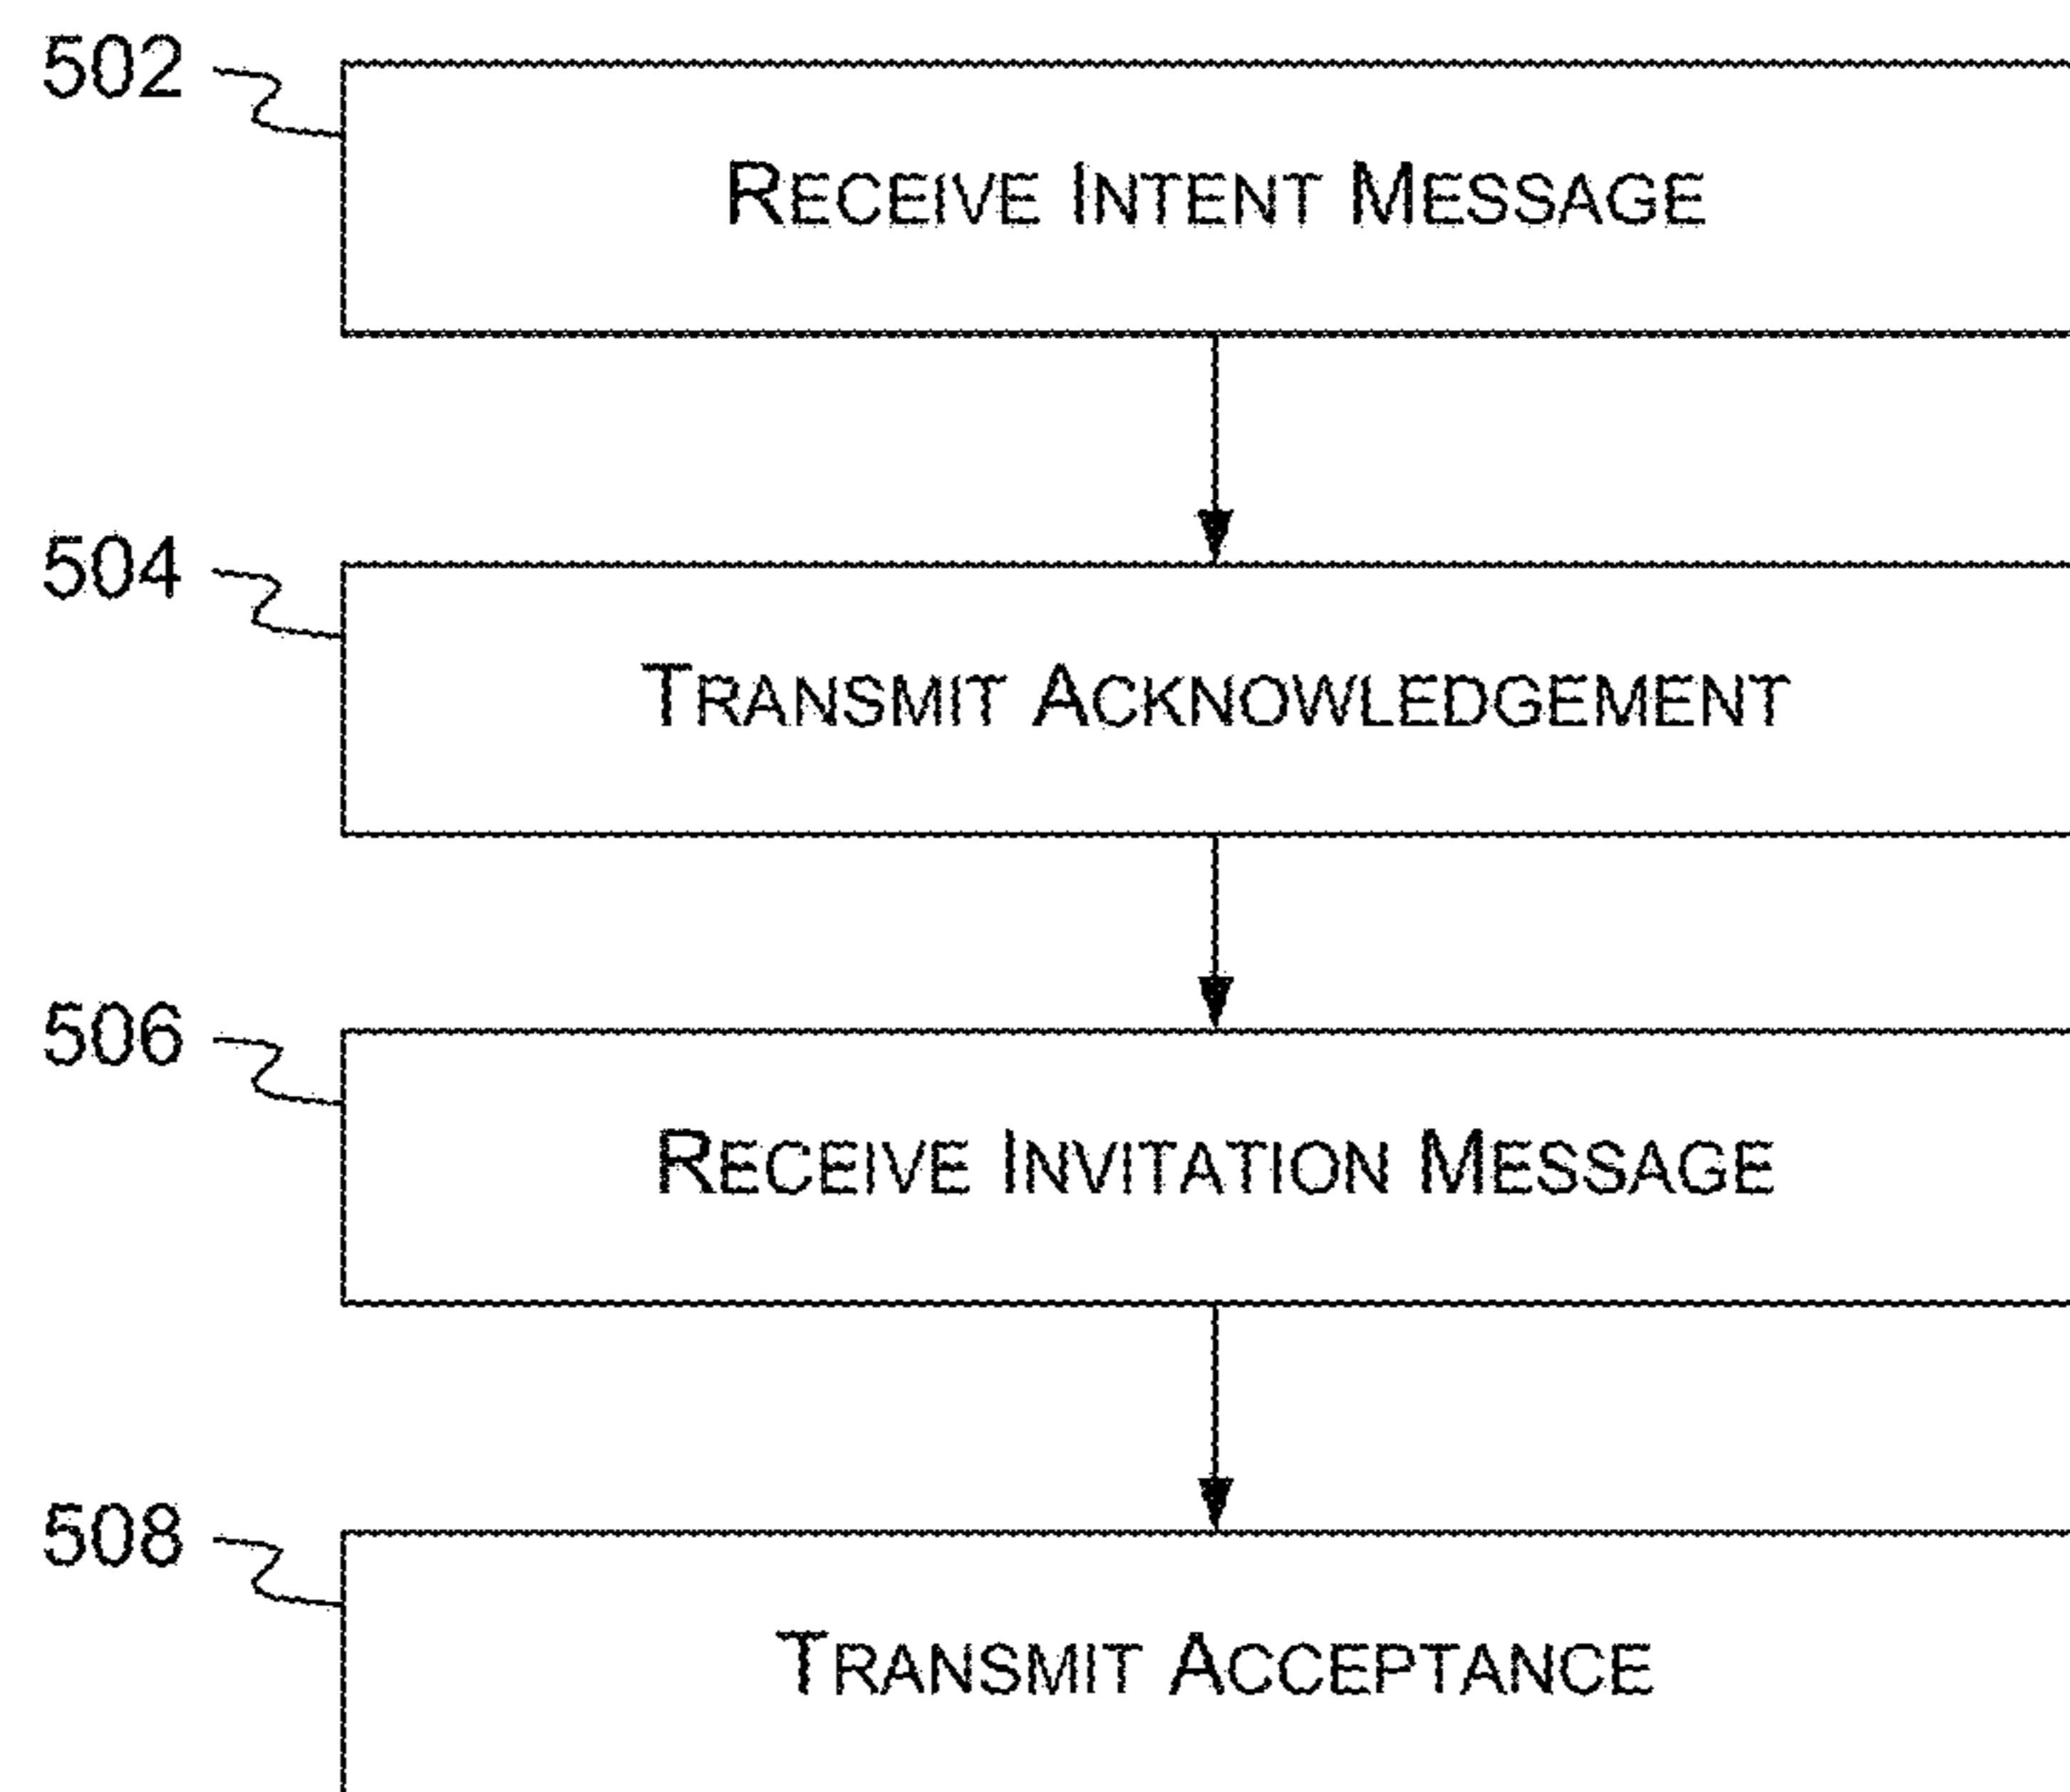 502
RECEIVE INTENT MESSAGE
504
TRANSMIT ACKNOWLEDGEMENT
506
RECEIVE INVITATION MESSAGE
508
TRANSMIT ACCEPTANCE